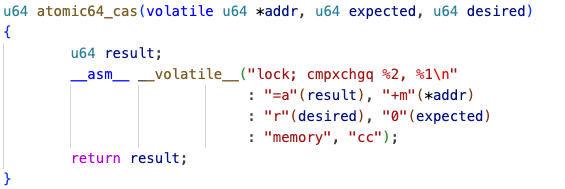 u64 atomic64_cas(volatile u64 *addr, u64 expected, u64 desired)
{
        u64 result;
        __asm__ __volatile__("lock; cmpxchgq %2, %1\n"
                             : "=a"(result), "+m"(*addr)
                             : "r"(desired), "0"(expected)
                             : "memory", "cc");
        return result;
}